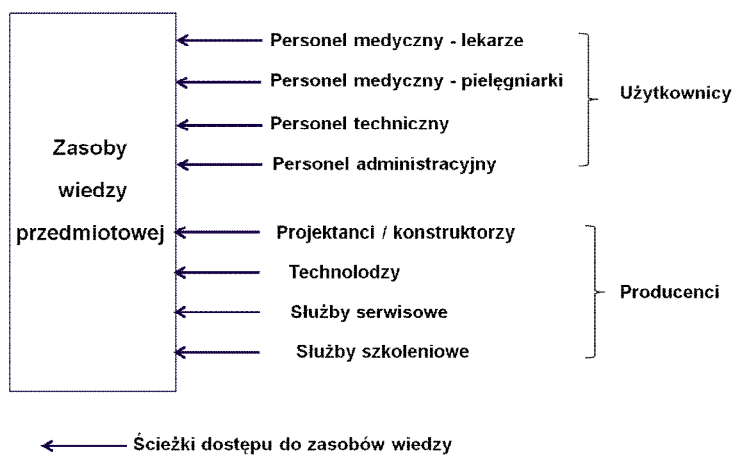 Zasoby
wiedzy
przedmiotowej
Personel medyczny - lekarze
Personel medyczny - pielęgniarki
Personel techniczny
Personel administracyjny
Użytkownicy
Projektanci / konstruktorzy
Technolodzy
Służby serwisowe
Służby szkoleniowe
Producenci
Ścieżki dostępu do zasobów wiedzy